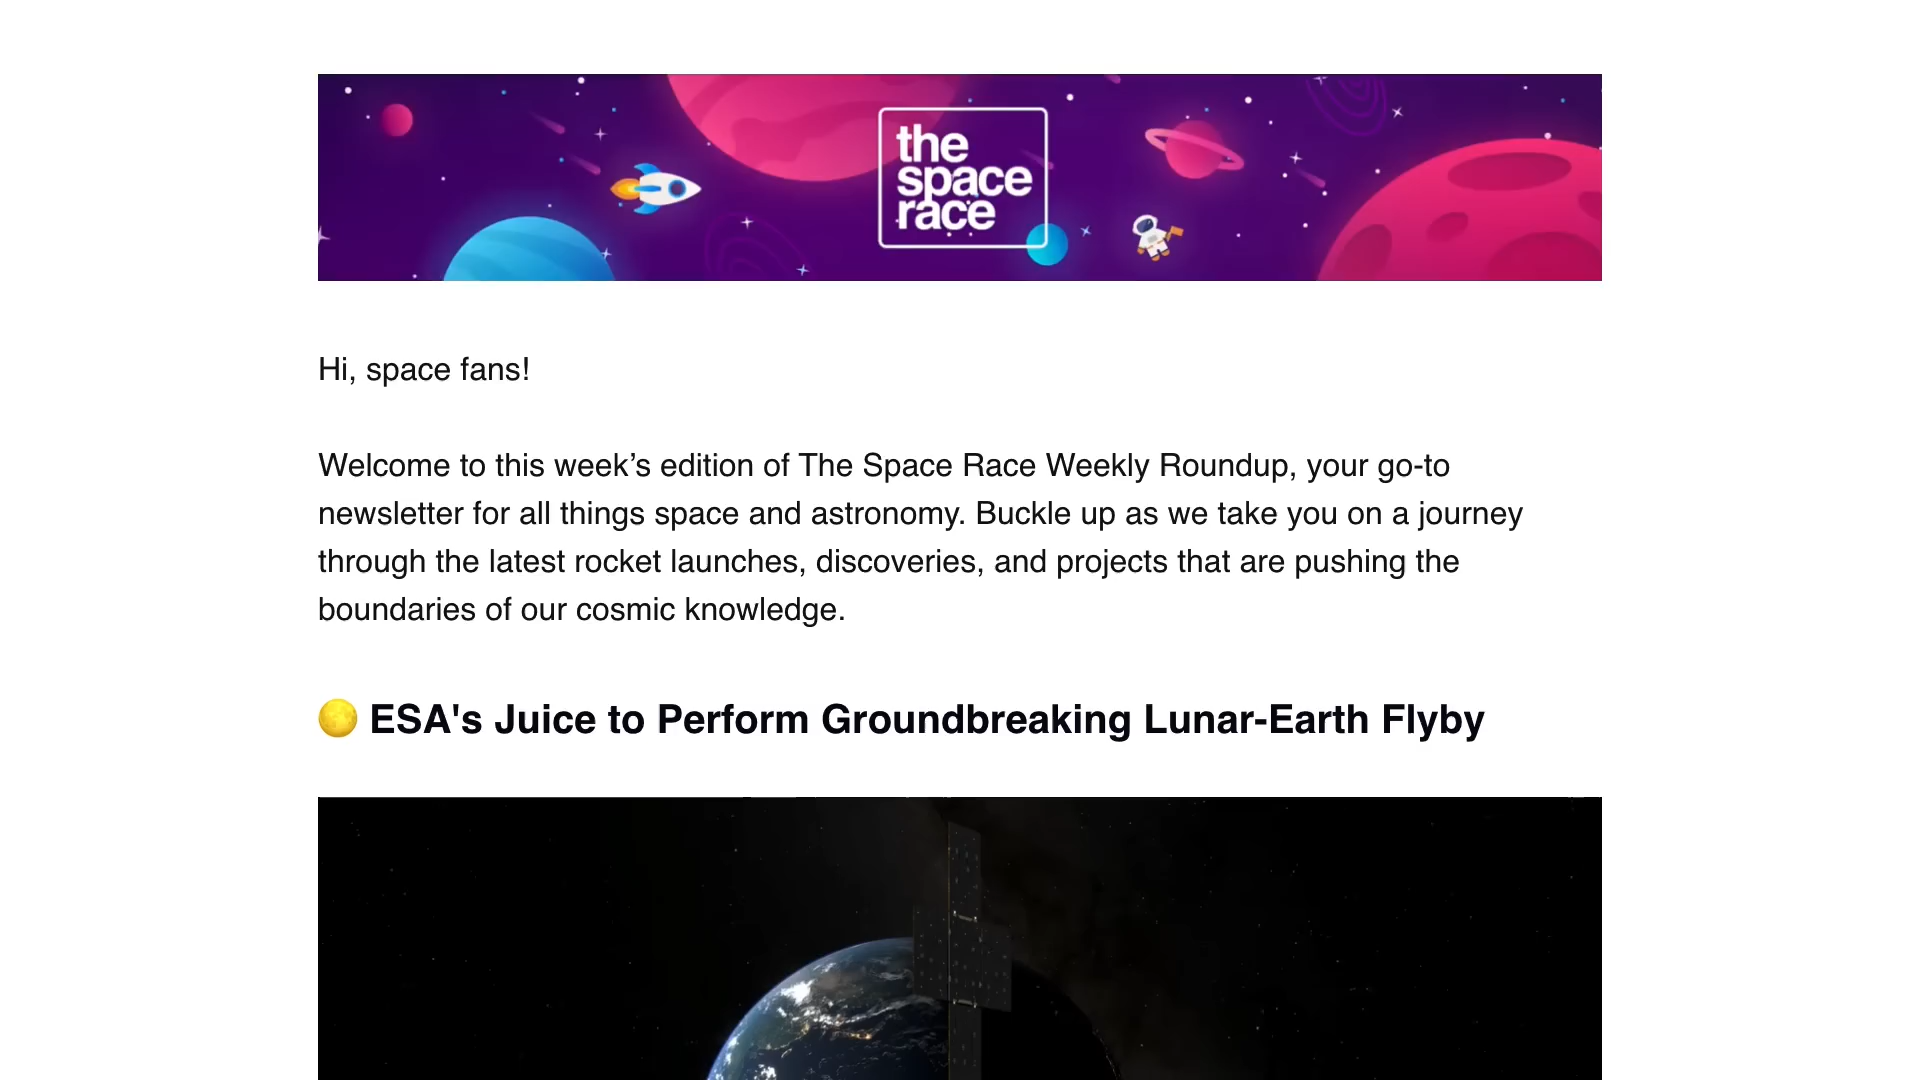 the
space
race
Hi, space fans!
Welcome to this week’s edition of The Space Race Weekly Roundup, your go-to
newsletter for all things space and astronomy. Buckle up as we take you on a journey
through the latest rocket launches, discoveries, and projects that are pushing the
boundaries of our cosmic knowledge.
ESA's Juice to Perform Groundbreaking Lunar-Earth Flyby